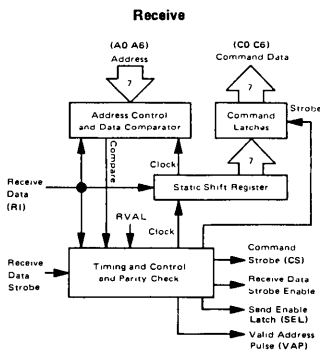 Receive
(A0 A6)
Address
7
(C0 C6)
Command Data
7
Address Control
and Data Comparator
Command
Latches
Strobe
Compare
Clock
7
Receive
Data
(RI)
Static Shift Register
RVAL
Clock
Receive
Data
Strobe
Timing and Control
and Parity Check
Command
Strobe (CS)
Receive Data
Strobe Enable
Send Enable
Latch (SEL)
Valid Address
Pulse (VAP)